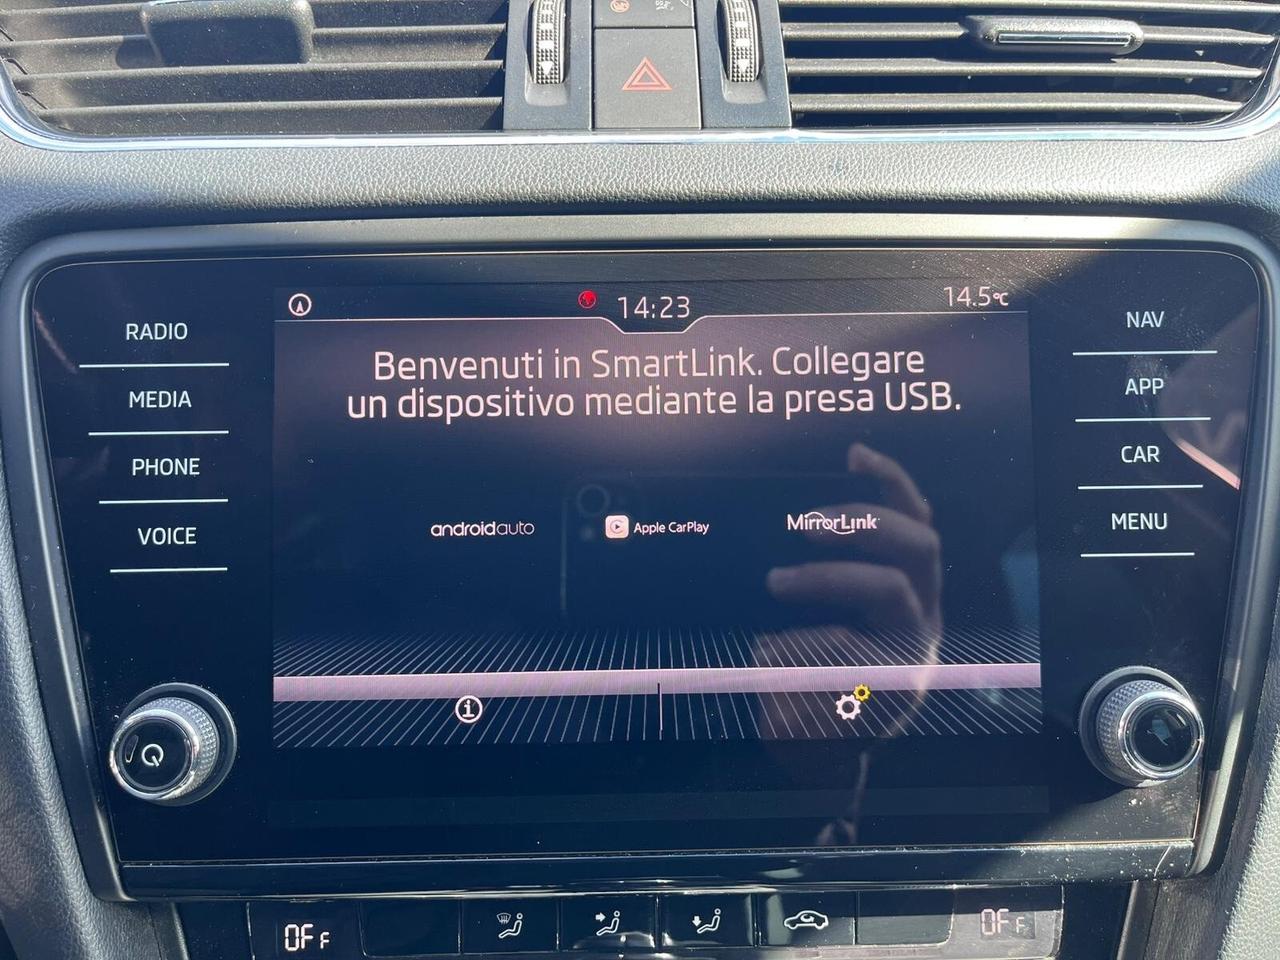 14:23
14.5°C
RADIO
MEDIA
PHONE
VOICE
Benvenuti in SmartLink. Collegare
un dispositivo mediante la presa USB.
androidauto
Apple CarPlay
MirrorLink
NAV
APP
CAR
MENU
OFF
OFF